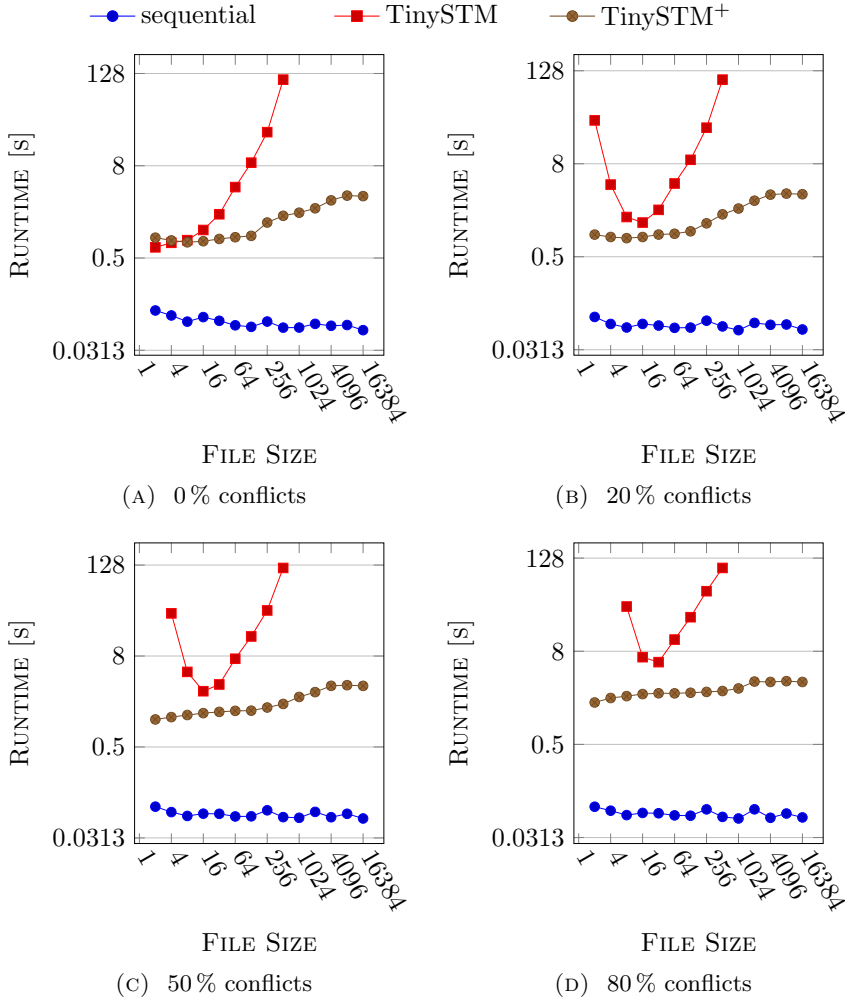 sequential TinySTM TinySTM+
128
8
0.5
0.0313
RUNTIME [S]
1 4 16 64 256 1024 4096 16384
FILE SIZE
(A) 0 % conflicts
128
8
0.5
0.0313
RUNTIME [S]
1 4 16 64 256 1024 4096 16384
FILE SIZE
(B) 20 % conflicts
128
8
0.5
0.0313
RUNTIME [S]
1 4 16 64 256 1024 4096 16384
FILE SIZE
(C) 50 % conflicts
128
8
0.5
0.0313
RUNTIME [S]
1 4 16 64 256 1024 4096 16384
FILE SIZE
(D) 80 % conflicts